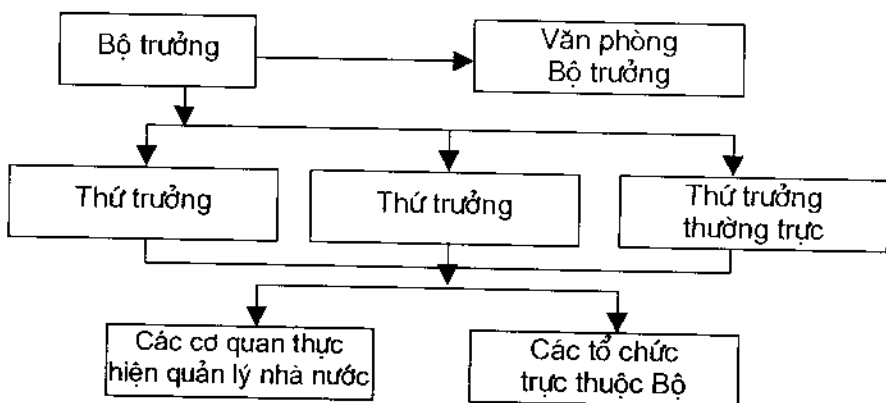 Bộ trưởng
Văn phòng
Bộ trưởng
Thứ trưởng
Thứ trưởng
Thứ trưởng
thường trực
Các cơ quan thực
hiện quản lý nhà nước
Các tổ chức
trực thuộc Bộ